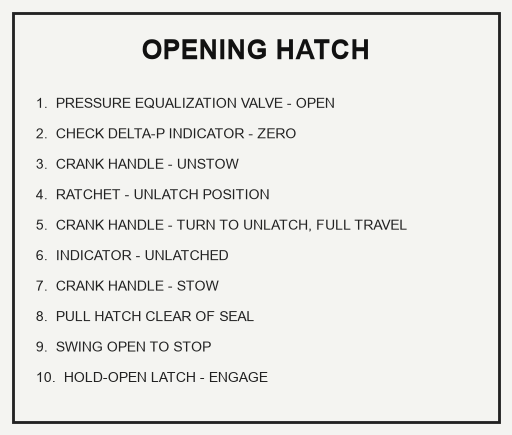 OPENING HATCH
1. PRESSURE EQUALIZATION VALVE - OPEN
2. CHECK DELTA-P INDICATOR - ZERO
3. CRANK HANDLE - UNSTOW
4. RATCHET - UNLATCH POSITION
5. CRANK HANDLE - TURN TO UNLATCH, FULL TRAVEL
6. INDICATOR - UNLATCHED
7. CRANK HANDLE - STOW
8. PULL HATCH CLEAR OF SEAL
9. SWING OPEN TO STOP
10. HOLD-OPEN LATCH - ENGAGE